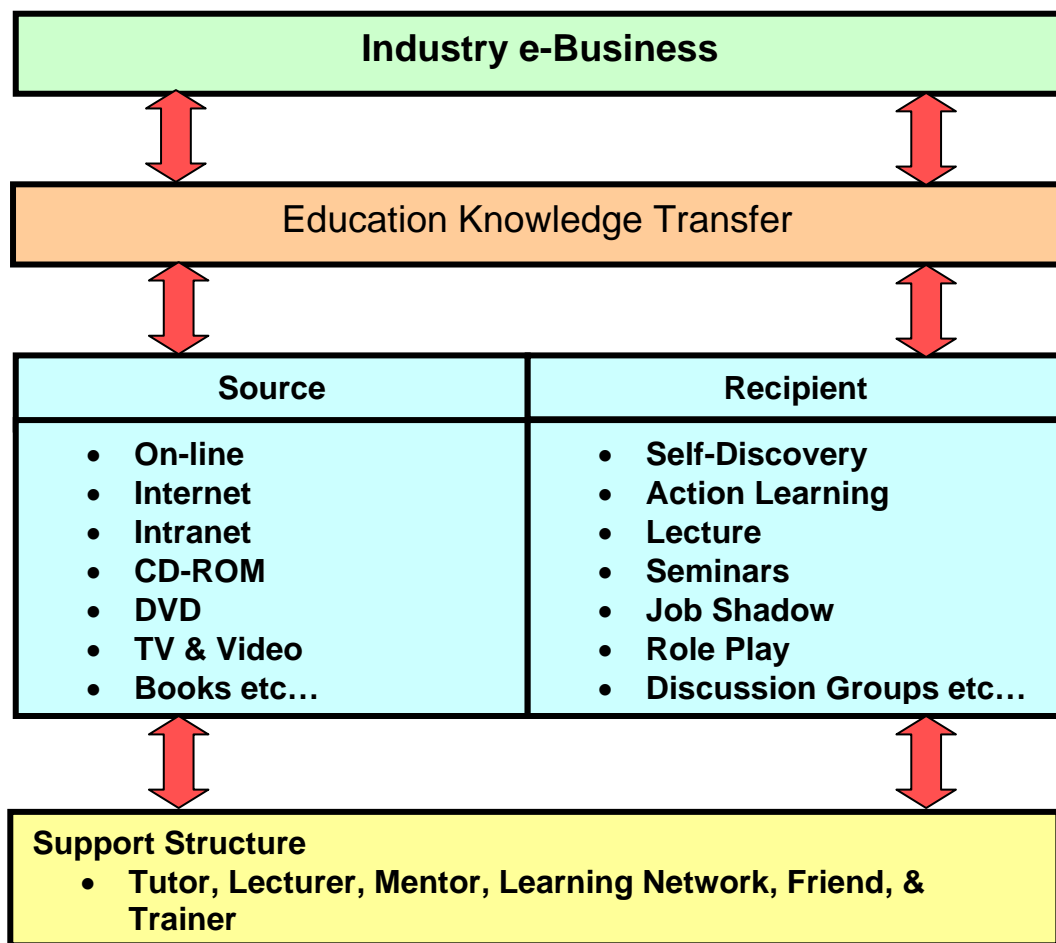 Industry e-Business
Education Knowledge Transfer
Source
• On-line
• Internet
• Intranet
• CD-ROM
• DVD
• TV & Video
• Books etc…
Recipient
• Self-Discovery
• Action Learning
• Lecture
• Seminars
• Job Shadow
• Role Play
• Discussion Groups etc…
Support Structure
• Tutor, Lecturer, Mentor, Learning Network, Friend, &
Trainer